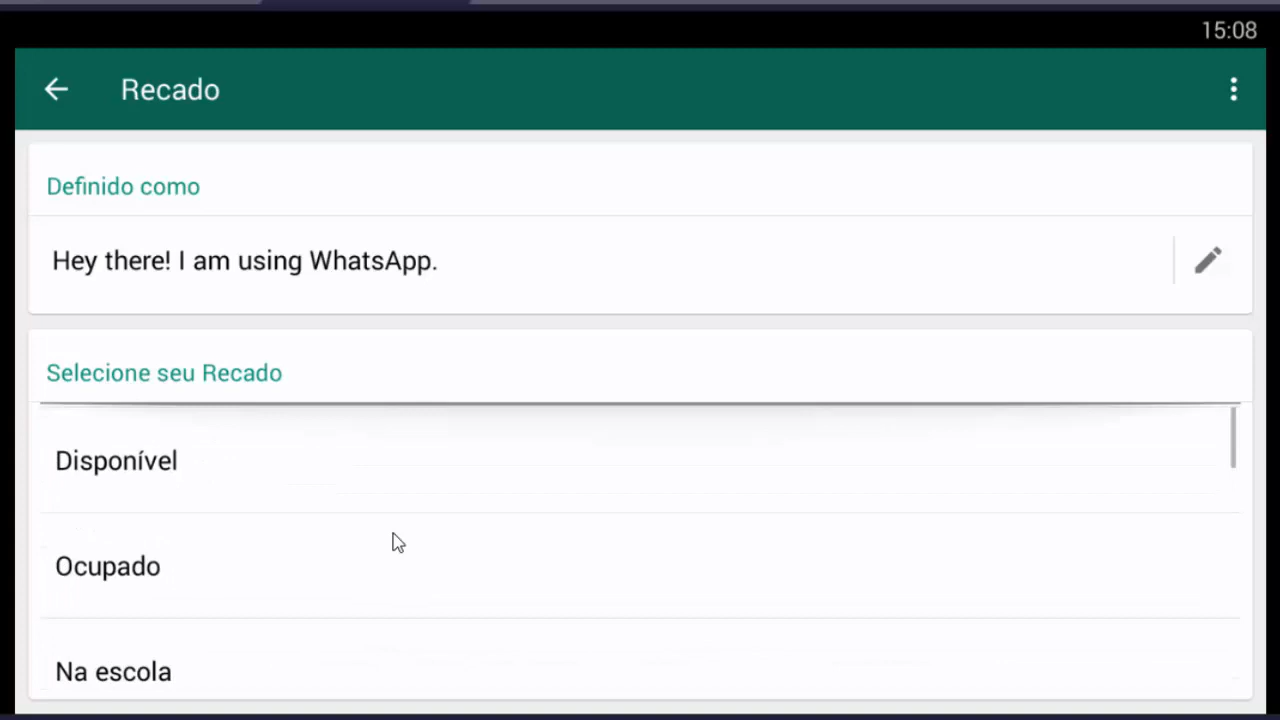 15:08
Recado
Definido como
Hey there! I am using WhatsApp.
Selecione seu Recado
Disponível
Ocupado
Na escola